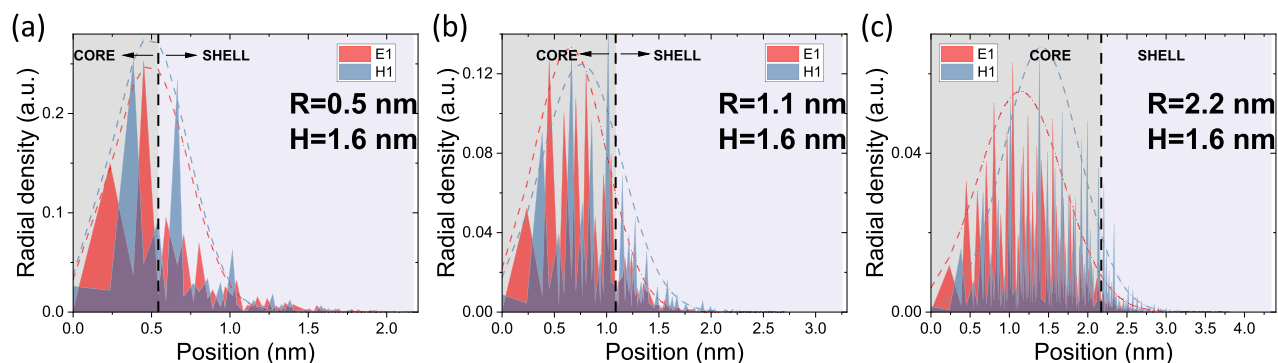 (a)
CORE
SHELL
E1
H1
R=0.5 nm
H=1.6 nm
Radial density (a.u.)
0.2
0.1
0.0
0.0 0.5 1.0 1.5 2.0
Position (nm)
(b)
CORE
SHELL
E1
H1
R=1.1 nm
H=1.6 nm
Radial density (a.u.)
0.12
0.08
0.04
0.00
0.0 0.5 1.0 1.5 2.0 2.5 3.0
Position (nm)
(c)
CORE
SHELL
E1
H1
R=2.2 nm
H=1.6 nm
Radial density (a.u.)
0.04
0.00
0.0 0.5 1.0 1.5 2.0 2.5 3.0 3.5 4.0
Position (nm)